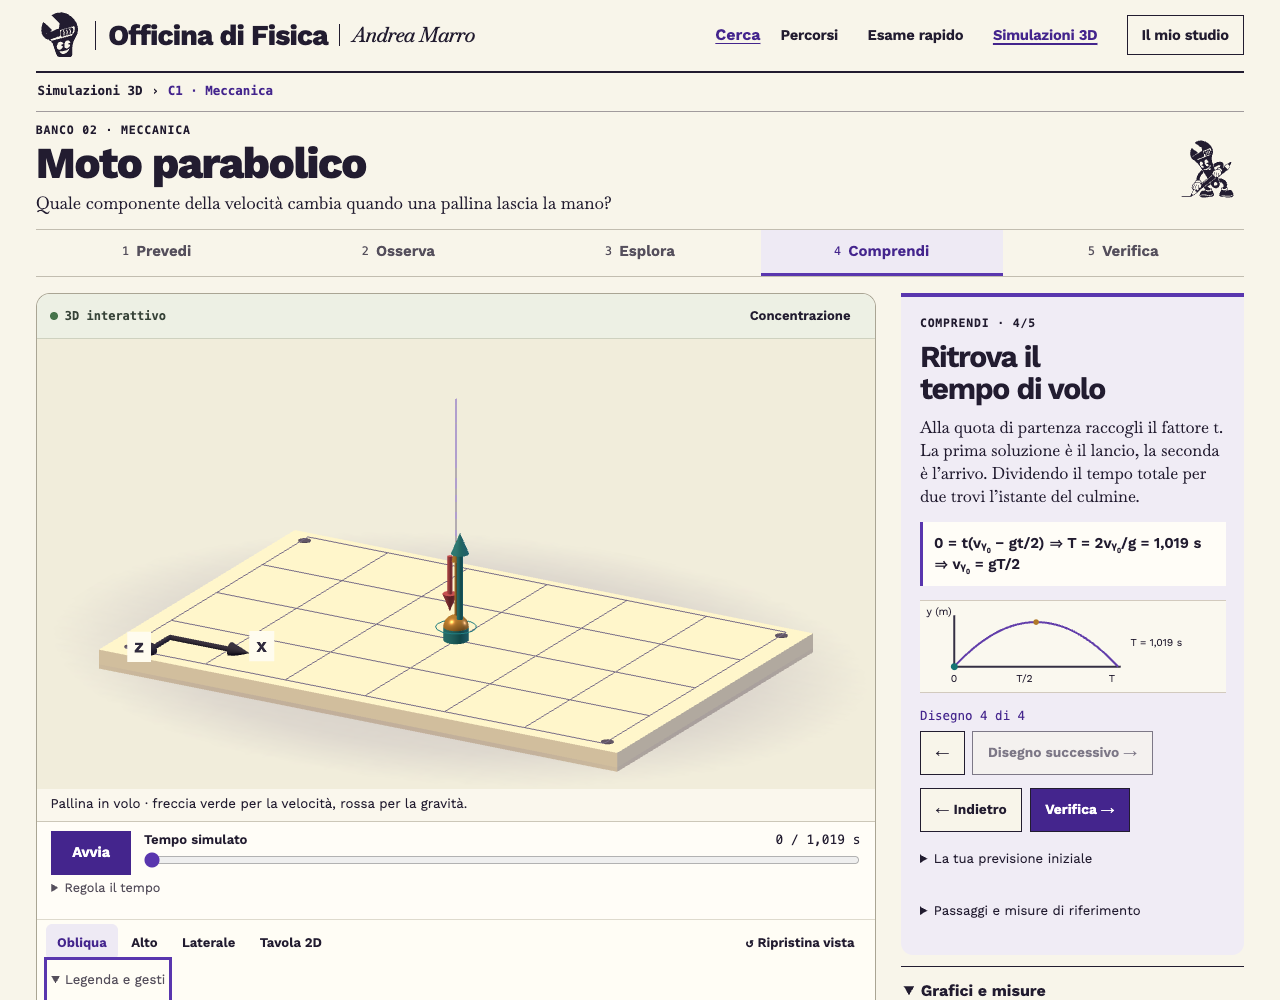 Officina di Fisica
Andrea Marro
Cerca
Percorsi
Esame rapido
Simulazioni 3D
Il mio studio
Simulazioni 3D › C1 · Meccanica
BANCO 02 · MECCANICA
Moto parabolico
Quale componente della velocità cambia quando una pallina lascia la mano?
1 Prevedi
2 Osserva
3 Esplora
4 Comprendi
5 Verifica
3D interattivo
Concentrazione
Z
X
Pallina in volo · freccia verde per la velocità, rossa per la gravità.
Avvia
Tempo simulato
0 / 1,019 s
▶ Regola il tempo
Obliqua
Alto
Laterale
Tavola 2D
↺ Ripristina vista
▼ Legenda e gesti
COMPRENDI · 4/5
Ritrova il
tempo di volo
Alla quota di partenza raccogli il fattore t.
La prima soluzione è il lancio, la seconda
è l’arrivo. Dividendo il tempo totale per
due trovi l’istante del culmine.
0 = t(vY₀ − gt/2) ⇒ T = 2vY₀/g = 1,019 s
⇒ vY₀ = gT/2
y (m)
T = 1,019 s
0
T/2
T
Disegno 4 di 4
←
Disegno successivo →
← Indietro
Verifica →
▶ La tua previsione iniziale
▶ Passaggi e misure di riferimento
▼ Grafici e misure